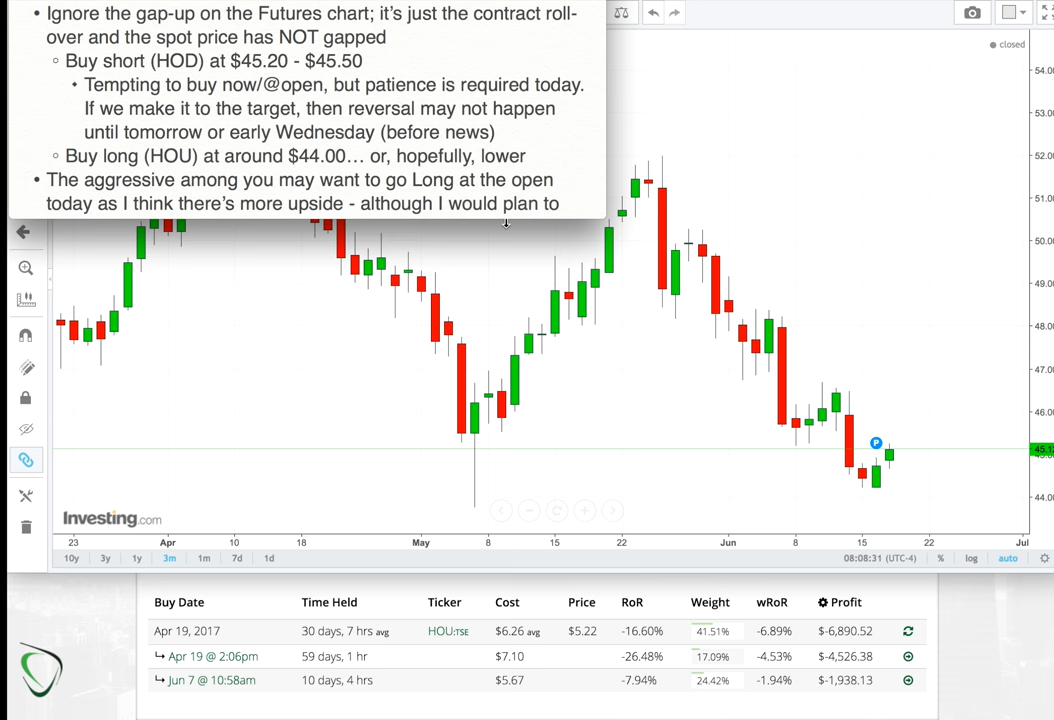 • Ignore the gap-up on the Futures chart; it's just the contract roll-
over and the spot price has NOT gapped
◦ Buy short (HOD) at $45.20 - $45.50
• Tempting to buy now/@open, but patience is required today.
If we make it to the target, then reversal may not happen
until tomorrow or early Wednesday (before news)
◦ Buy long (HOU) at around $44.00... or, hopefully, lower
• The aggressive among you may want to go Long at the open
today as I think there's more upside - although I would plan to
closed
54.0
53.00
52.00
51.00
50.00
49.00
48.00
47.00
46.00
45.1
44.00
P
Investing.com
23 Apr 10 18 May 8 15 22 Jun 8 15 22 Jul
10y 3y 1y 3m 1m 7d 1d 08:08:31 (UTC-4) % log auto
Buy Date Time Held Ticker Cost Price RoR Weight wRoR Profit
Apr 19, 2017 30 days, 7 hrs avg HOU:TSE $6.26 avg $5.22 -16.60% 41.51% -6.89% $-6,890.52
Apr 19 @ 2:06pm 59 days, 1 hr $7.10 -26.48% 17.09% -4.53% $-4,526.38
Jun 7 @ 10:58am 10 days, 4 hrs $5.67 -7.94% 24.42% -1.94% $-1,938.13